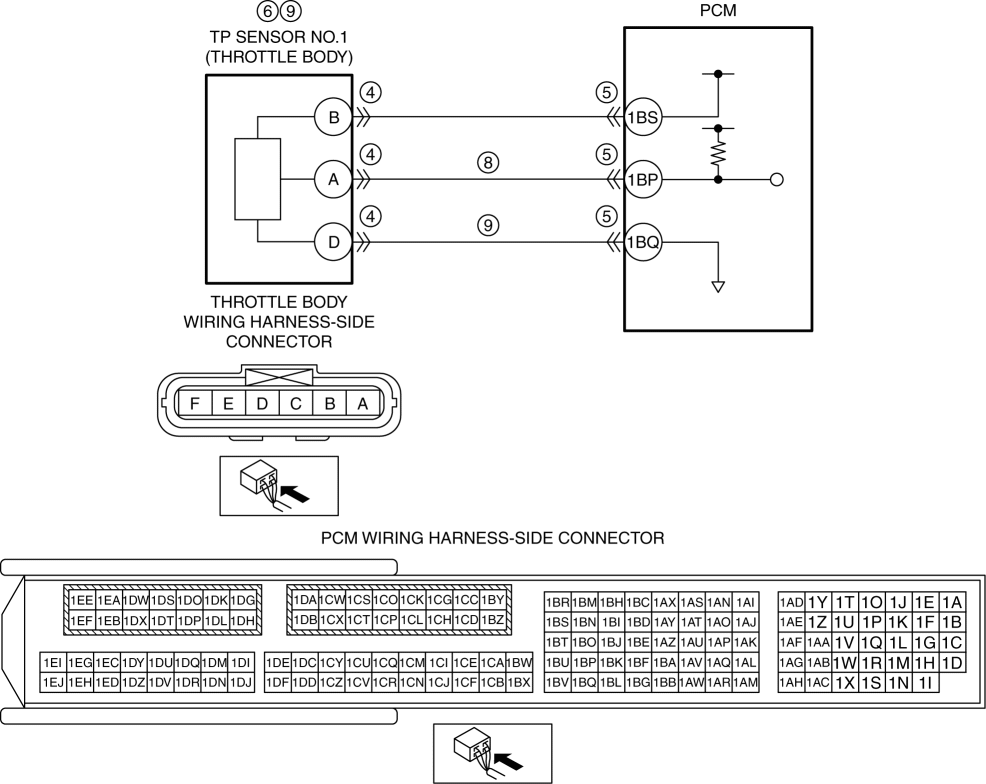 ⑥⑨
TP SENSOR NO.1
(THROTTLE BODY)
PCM
B ④ ⑤ 1BS
A ④ ⑧ ⑤ 1BP
D ④ ⑨ ⑤ 1BQ
THROTTLE BODY
WIRING HARNESS-SIDE
CONNECTOR
F E D C B A
PCM WIRING HARNESS-SIDE CONNECTOR
1EE 1EA 1DW 1DS 1DO 1DK 1DG
1EF 1EB 1DX 1DT 1DP 1DL 1DH
1EI 1EG 1EC 1DY 1DU 1DQ 1DM 1DI
1EJ 1EH 1ED 1DZ 1DV 1DR 1DN 1DJ
1DA 1CW 1CS 1CO 1CK 1CG 1CC 1BY
1DB 1CX 1CT 1CP 1CL 1CH 1CD 1BZ
1DE 1DC 1CY 1CU 1CQ 1CM 1CI 1CE 1CA 1BW
1DF 1DD 1CZ 1CV 1CR 1CN 1CJ 1CF 1CB 1BX
1BR 1BM 1BH 1BC 1AX 1AS 1AN 1AI
1BS 1BN 1BI 1BD 1AY 1AT 1AO 1AJ
1BT 1BO 1BJ 1BE 1AZ 1AU 1AP 1AK
1BU 1BP 1BK 1BF 1BA 1AV 1AQ 1AL
1BV 1BQ 1BL 1BG 1BB 1AW 1AR 1AM
1AD 1Y 1T 1O 1J 1E 1A
1AE 1Z 1U 1P 1K 1F 1B
1AF 1AA 1V 1Q 1L 1G 1C
1AG 1AB 1W 1R 1M 1H 1D
1AH 1AC 1X 1S 1N 1I